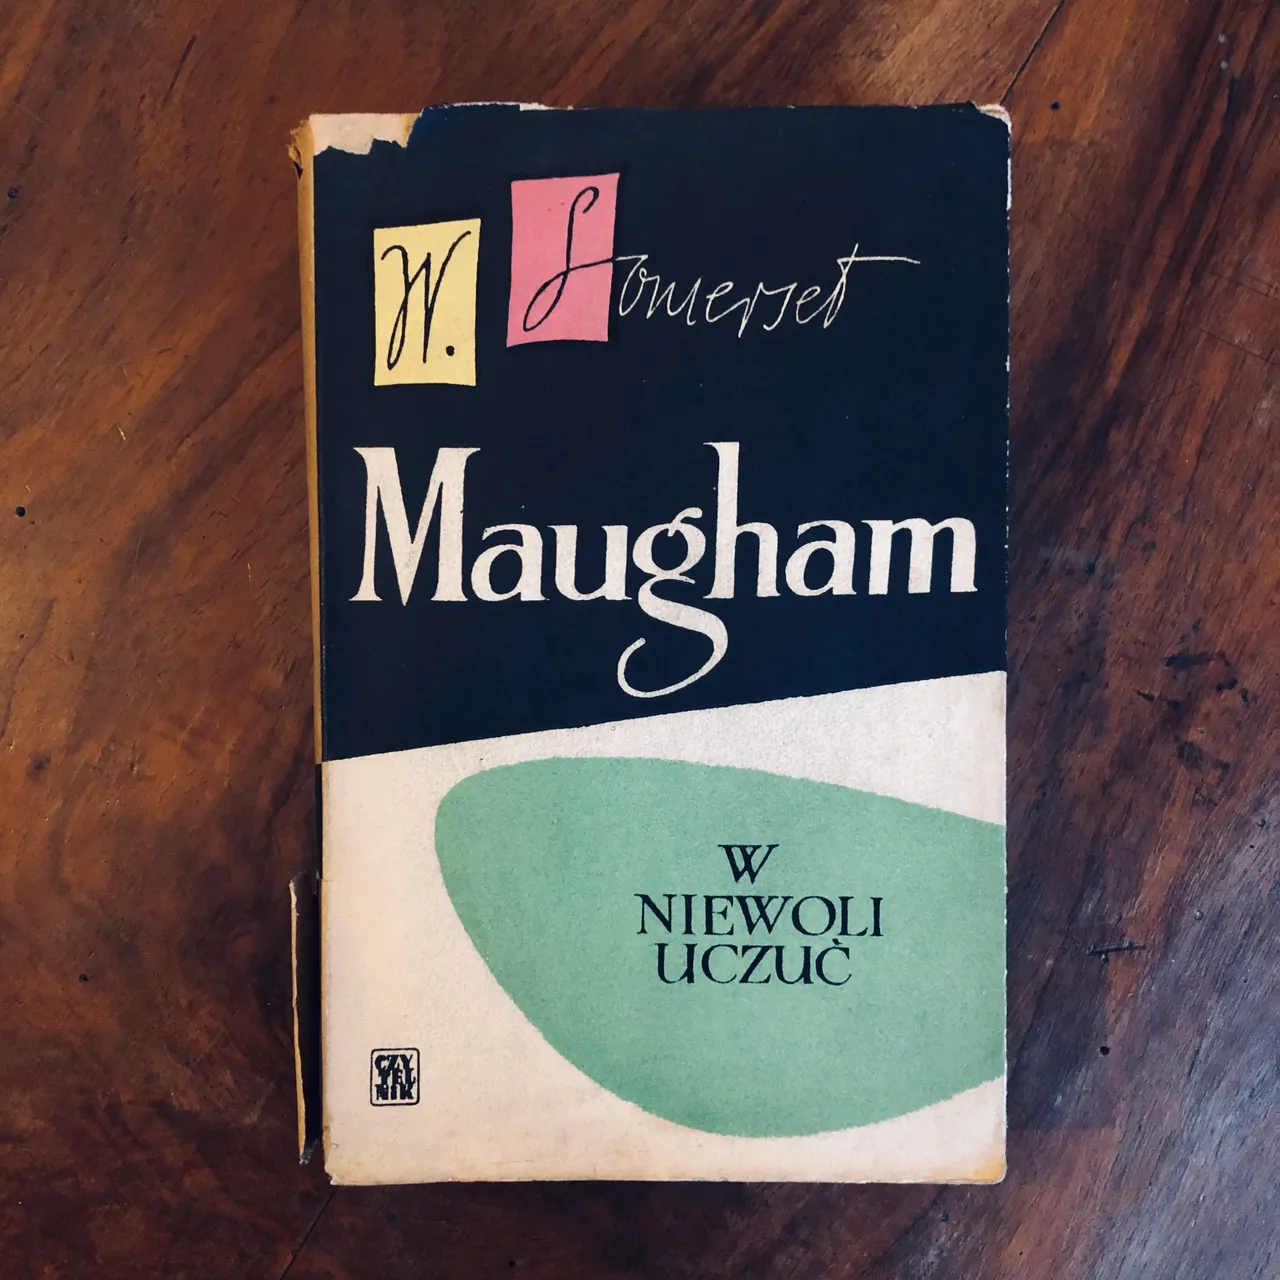 W. Somerset
Maugham
W
NIEWOLI
UCZUĆ
CZY
TEL
NIK